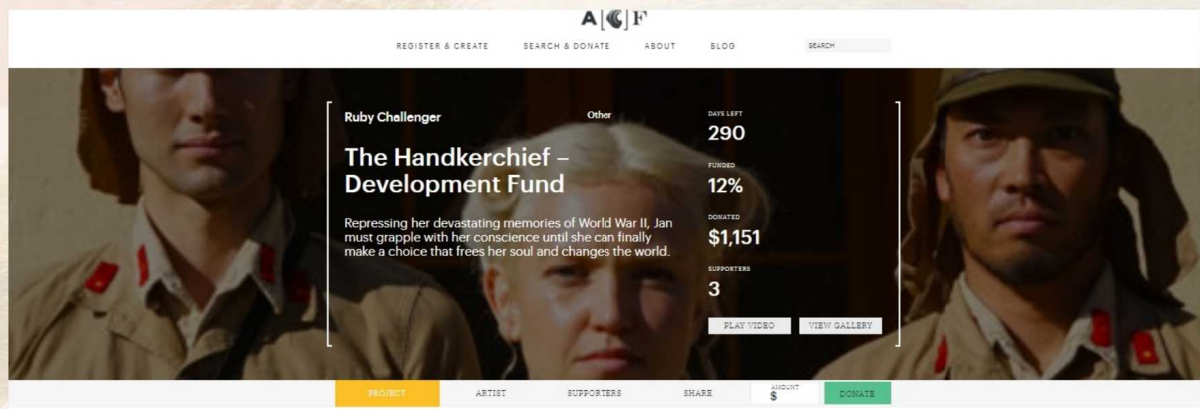 A[C]F
REGISTER & CREATE
SEARCH & DONATE
ABOUT
BLOG
SEARCH
Ruby Challenger
Other
The Handkerchief –
Development Fund
Repressing her devastating memories of World War II, Jan
must grapple with her conscience until she can finally
make a choice that frees her soul and changes the world.
DAYS LEFT
290
FUNDED
12%
DONATED
$1,151
SUPPORTERS
3
PLAY VIDEO
VIEW GALLERY
PROJECT
ARTIST
SUPPORTERS
SHARE
AMOUNT
$
DONATE